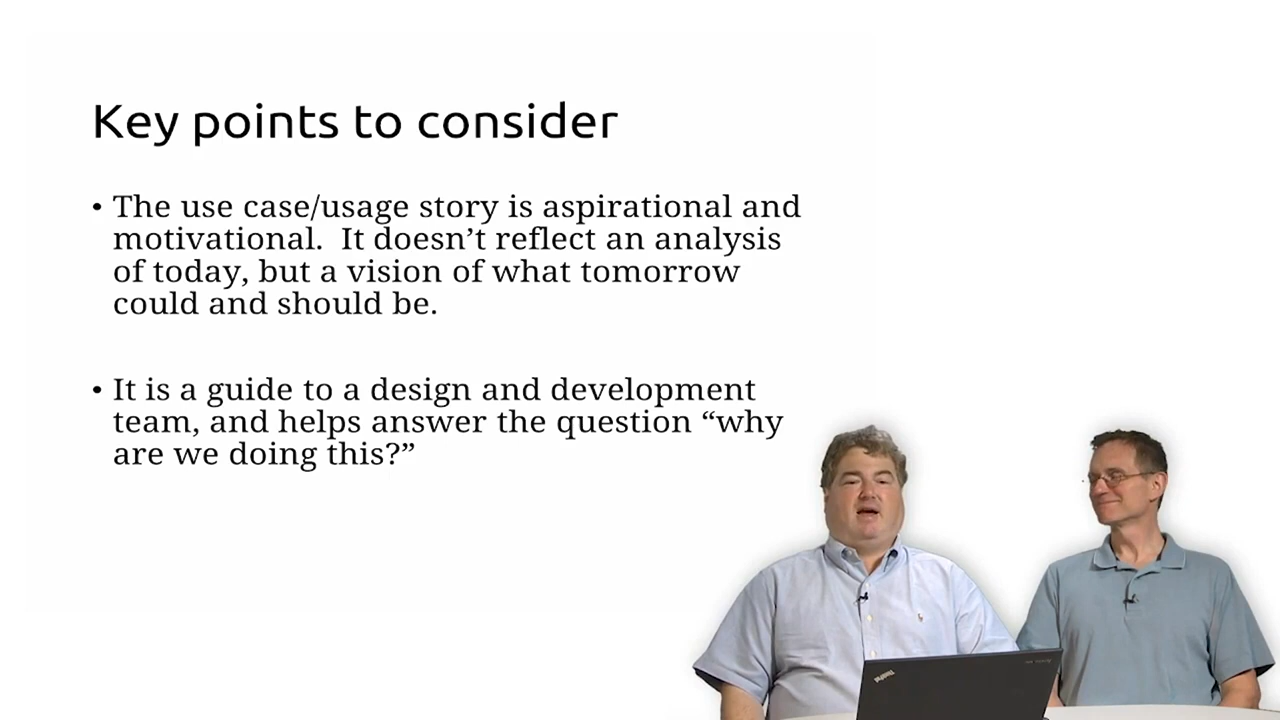 Key points to consider
• The use case/usage story is aspirational and
motivational.  It doesn’t reflect an analysis
of today, but a vision of what tomorrow
could and should be.
• It is a guide to a design and development
team, and helps answer the question “why
are we doing this?”
ThinkPad